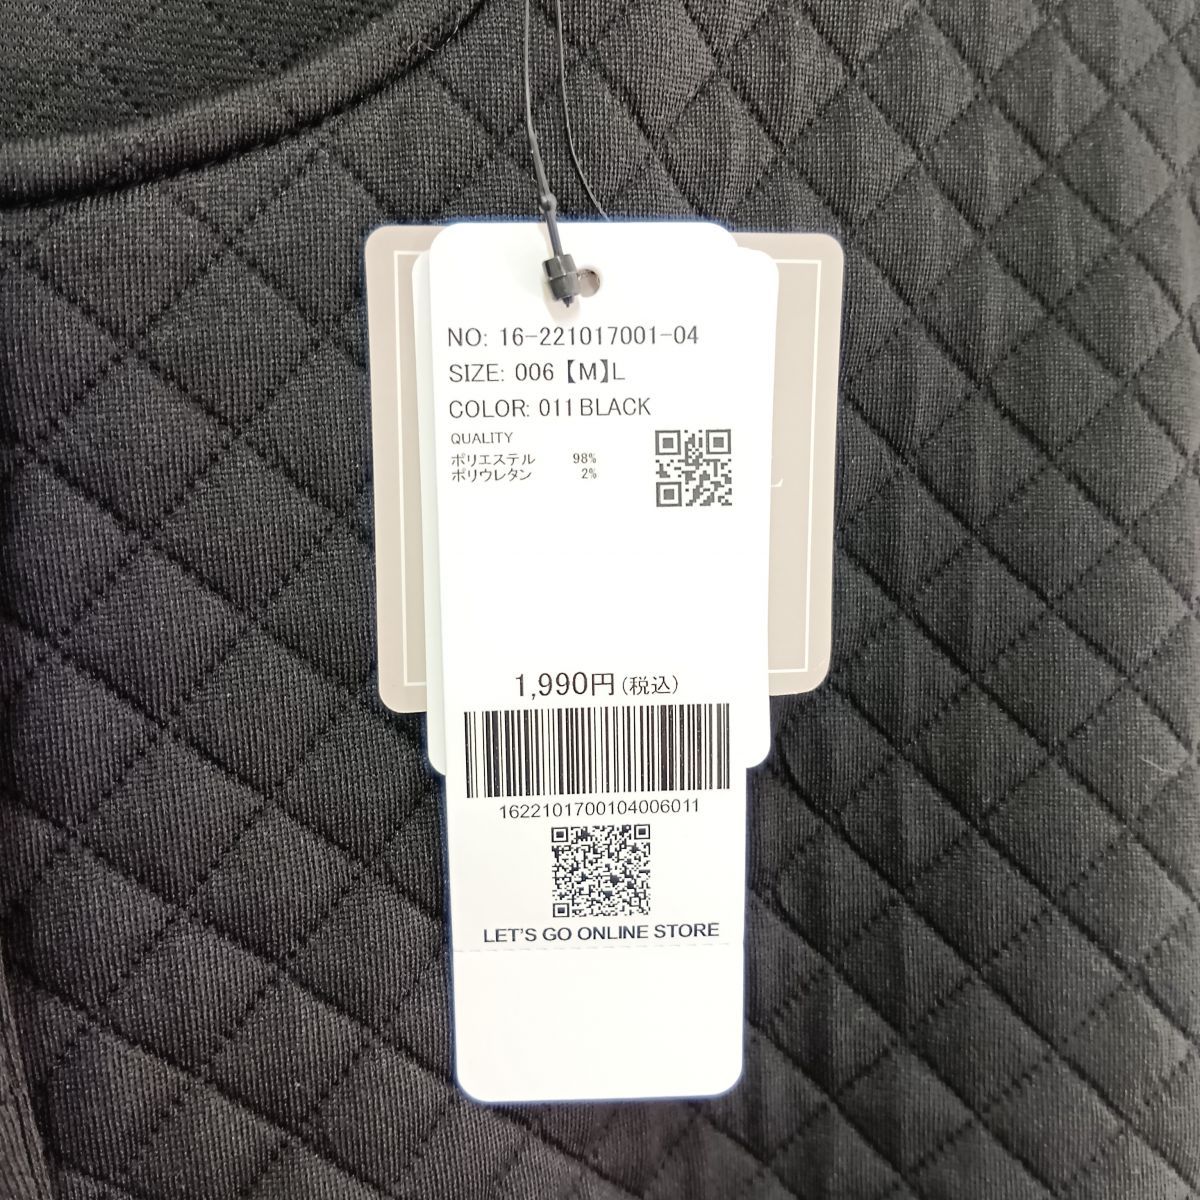 NO: 16-221017001-04
SIZE: 006【M】L
COLOR: 011 BLACK
QUALITY
ポリエステル 98%
ポリウレタン 2%
L
1,990円(税込)
1622101700104006011
LET'S GO ONLINE STORE